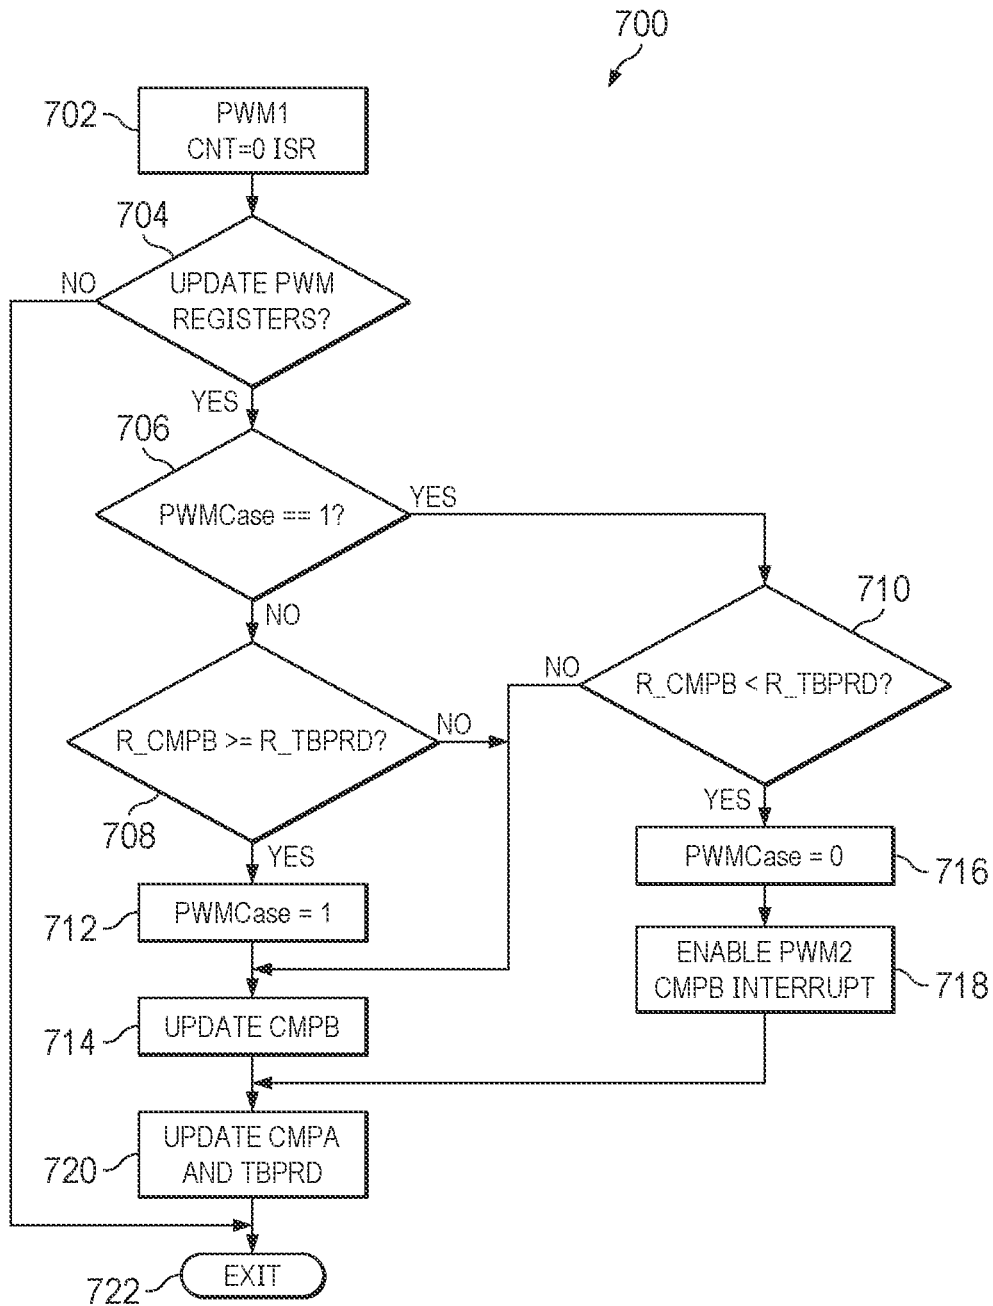 700
702
PWM1
CNT=0 ISR
704
NO
UPDATE PWM
REGISTERS?
YES
706
PWMCase == 1?
YES
NO
710
NO
R_CMPB < R_TBPRD?
R_CMPB >= R_TBPRD?
NO
708
YES
YES
PWMCase = 0
716
712
PWMCase = 1
ENABLE PWM2
CMPB INTERRUPT
718
714
UPDATE CMPB
720
UPDATE CMPA
AND TBPRD
722
EXIT